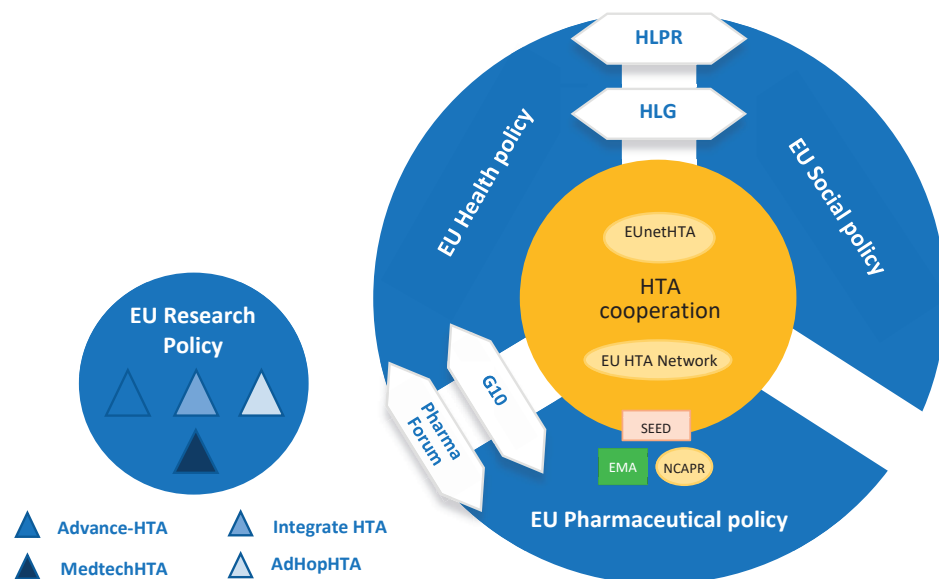 HLPR
HLG
EU Health policy
EU Social policy
EUnetHTA
HTA
cooperation
EU HTA Network
EU Research
Policy
G10
Pharma
Forum
SEED
EMA
NCAPR
EU Pharmaceutical policy
Advance-HTA
Integrate HTA
MedtechHTA
AdHopHTA